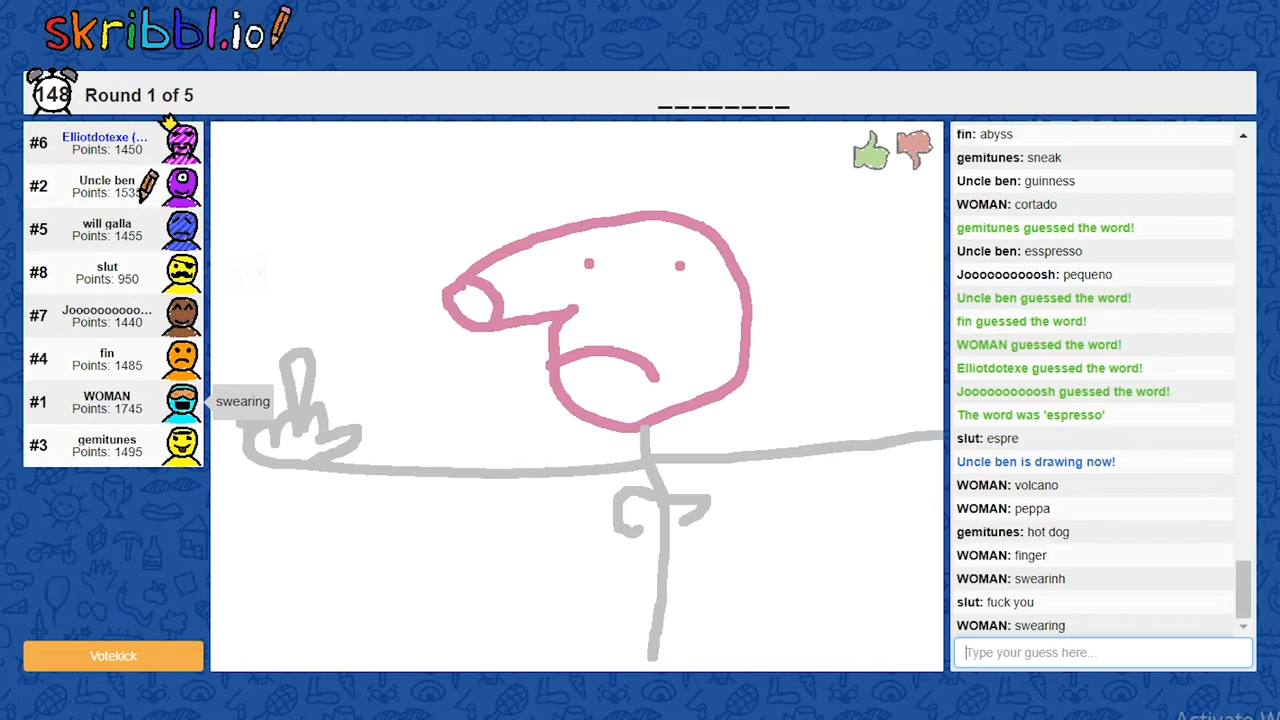 skribbl.io
148
Round 1 of 5
________
#6
Elliotdotexe (...
Points: 1450
#2
Uncle ben
Points: 1535
#5
will galla
Points: 1455
#8
slut
Points: 950
#7
Joooooooooo...
Points: 1440
#4
fin
Points: 1485
#1
WOMAN
Points: 1745
#3
gemitunes
Points: 1495
Votekick
swearing
fin: abyss
gemitunes: sneak
Uncle ben: guinness
WOMAN: cortado
gemitunes guessed the word!
Uncle ben: esspresso
Joooooooooosh: pequeno
Uncle ben guessed the word!
fin guessed the word!
WOMAN guessed the word!
Elliotdotexe guessed the word!
Joooooooooosh guessed the word!
The word was 'espresso'
slut: espre
Uncle ben is drawing now!
WOMAN: volcano
WOMAN: peppa
gemitunes: hot dog
WOMAN: finger
WOMAN: swearinh
slut: fuck you
WOMAN: swearing
Type your guess here...
Activate W